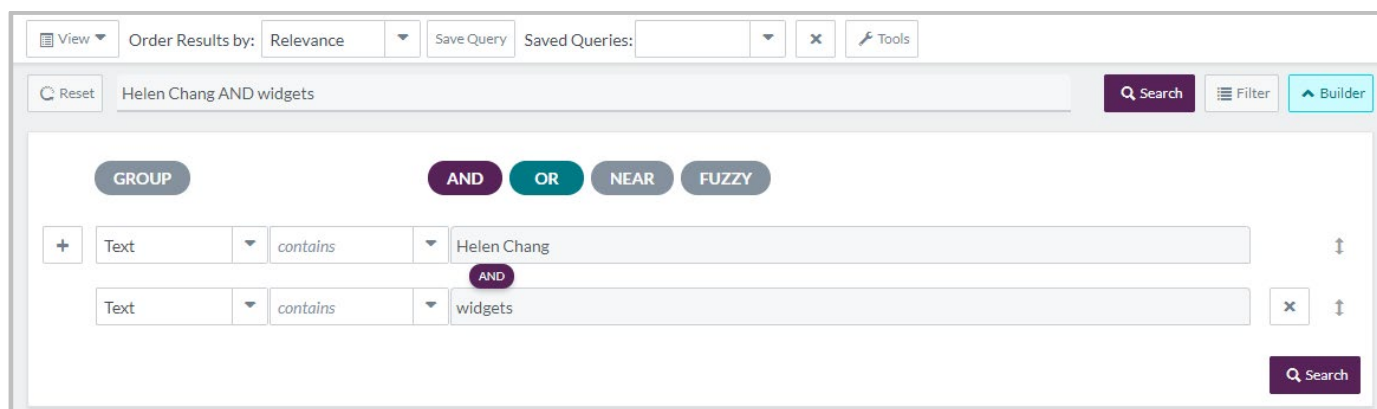 View Order Results by: Relevance Save Query Saved Queries: Tools
Reset Helen Chang AND widgets Search Filter Builder
GROUP AND OR NEAR FUZZY
Text contains Helen Chang
AND
Text contains widgets
Search